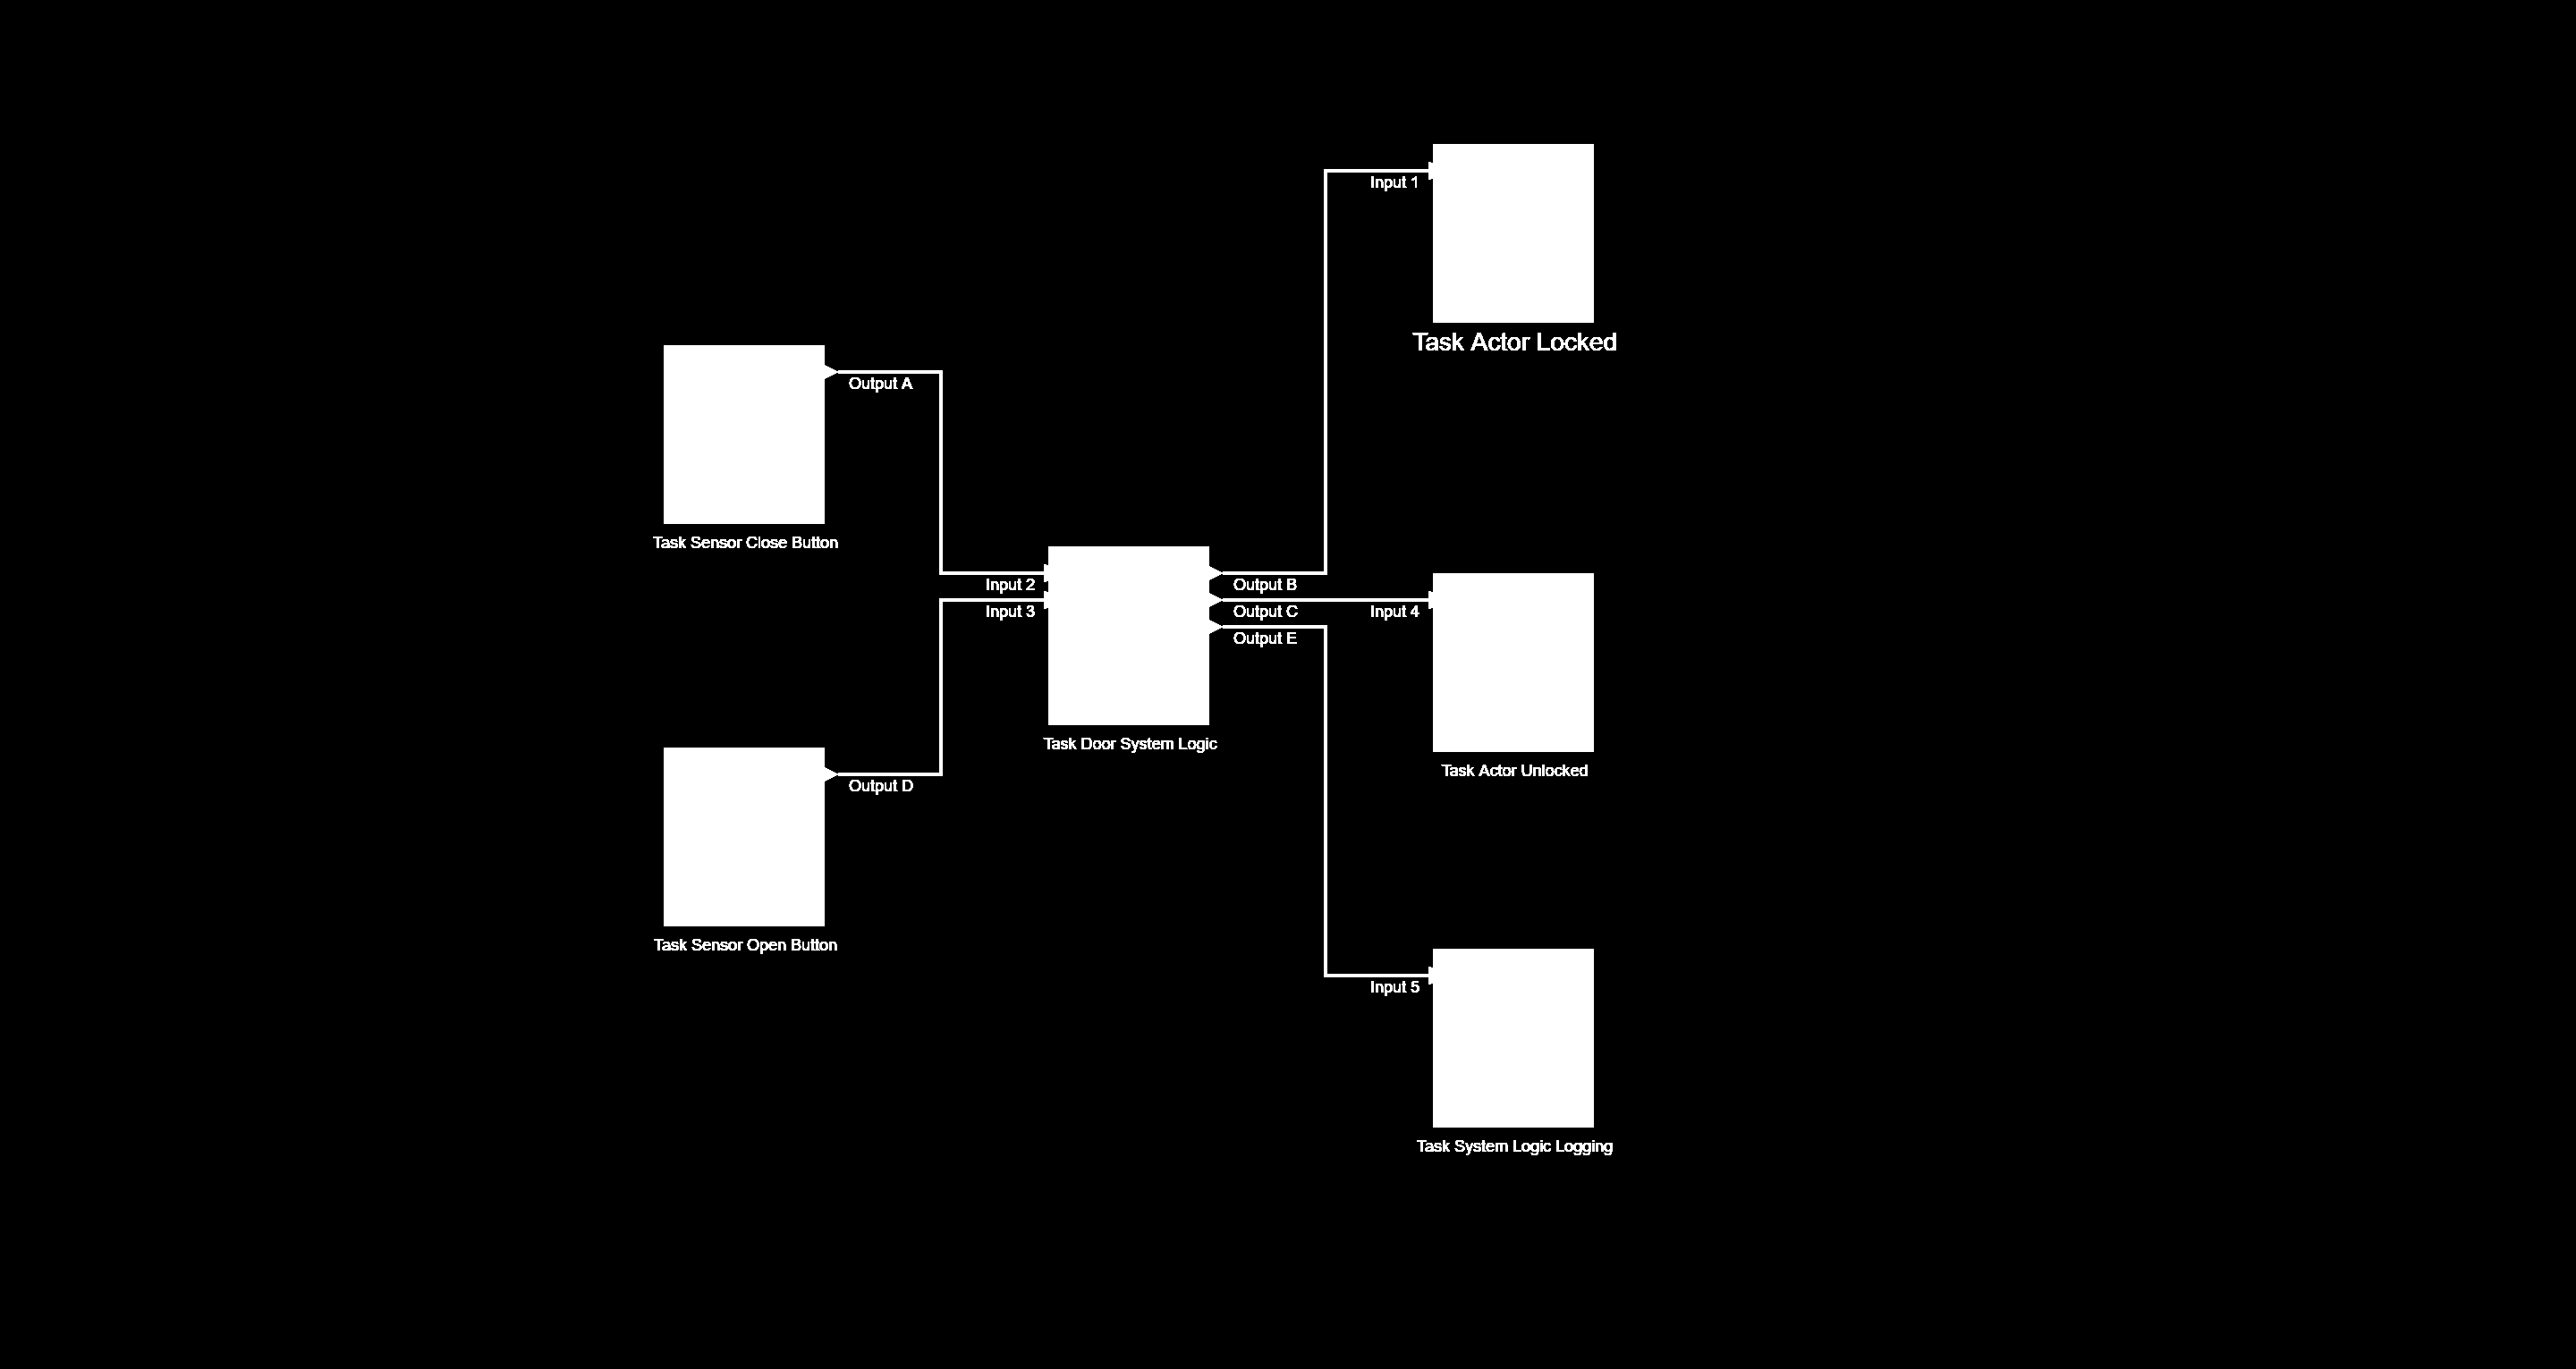 Input 1
Task Actor Locked
Output A
Task Sensor Close Button
Input 2
Output B
Input 3
Output C
Input 4
Output E
Task Door System Logic
Task Actor Unlocked
Output D
Task Sensor Open Button
Input 5
Task System Logic Logging